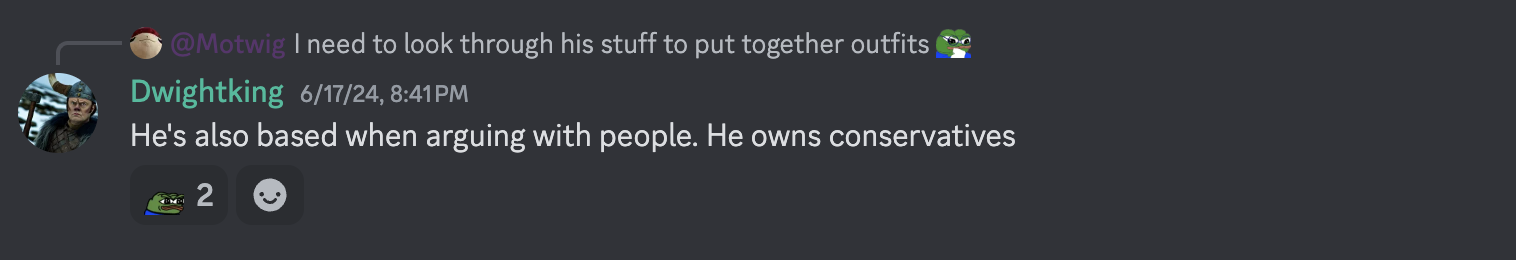 @Motwig I need to look through his stuff to put together outfits
Dwightking 6/17/24, 8:41 PM
He's also based when arguing with people. He owns conservatives
2